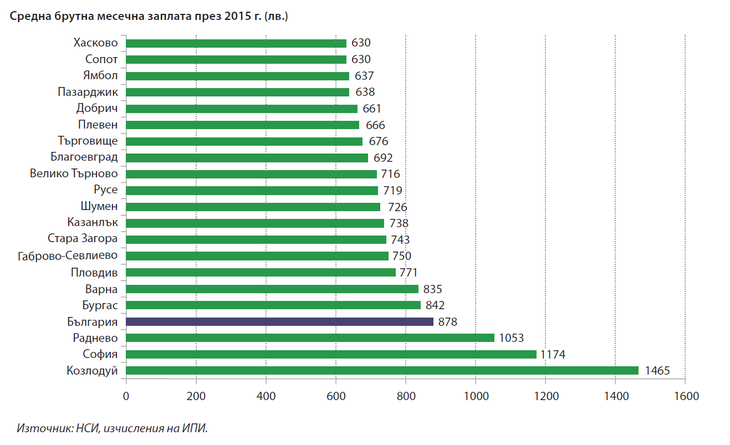 Средна брутна месечна заплата през 2015 г. (лв.)
Хасково 630
Сопот 630
Ямбол 637
Пазарджик 638
Добрич 661
Плевен 666
Търговище 676
Благоевград 692
Велико Търново 716
Русе 719
Шумен 726
Казанлък 738
Стара Загора 743
Габрово-Севлиево 750
Пловдив 771
Варна 835
Бургас 842
България 878
Раднево 1053
София 1174
Козлодуй 1465
0 200 400 600 800 1000 1200 1400 1600
Източник: НСИ, изчисления на ИПИ.